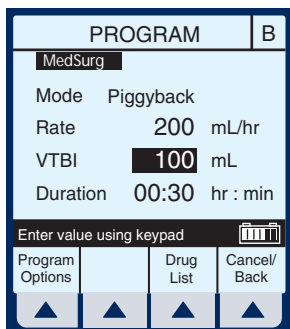 PROGRAM B
MedSurg
Mode Piggyback
Rate 200 mL/hr
VTBI 100 mL
Duration 00:30 hr : min
Enter value using keypad
Program Options
Drug List
Cancel/ Back